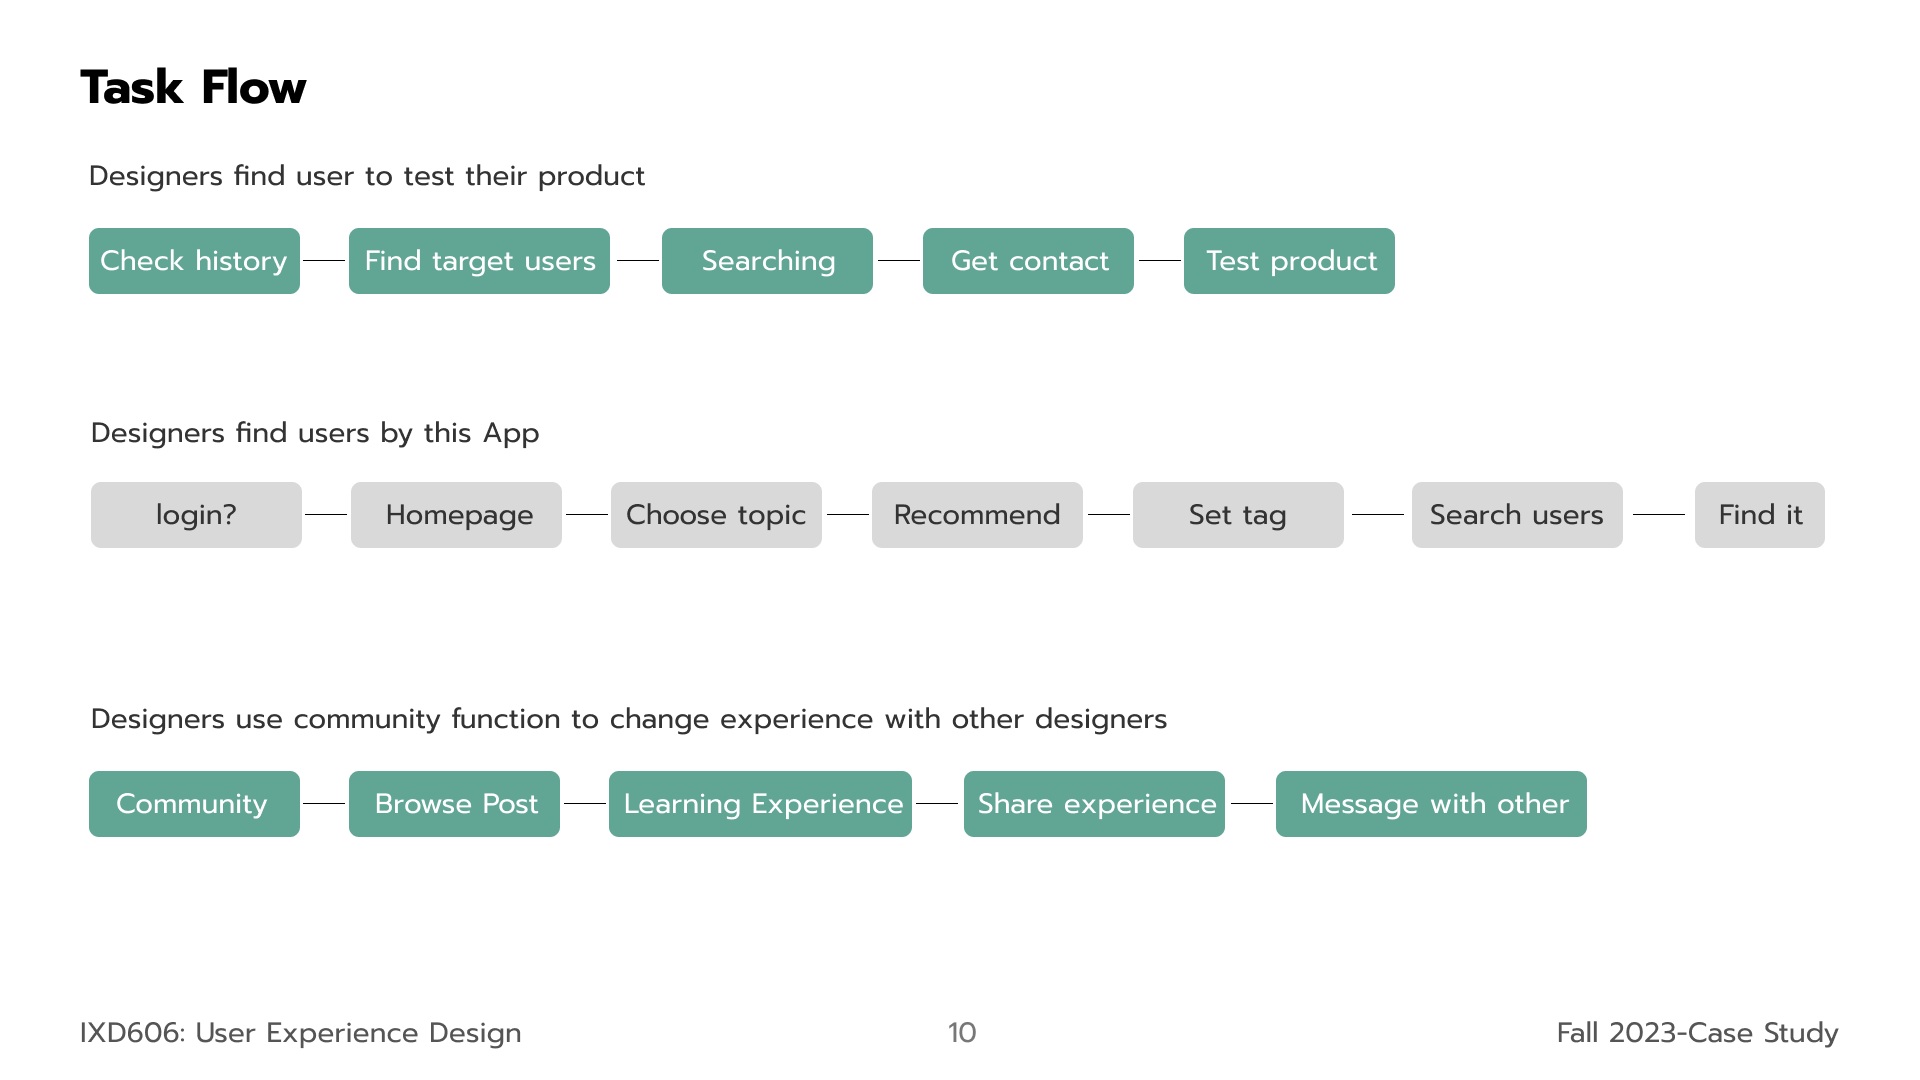 Task Flow
Designers find user to test their product
Check history
Find target users
Searching
Get contact
Test product
Designers find users by this App
login?
Homepage
Choose topic
Recommend
Set tag
Search users
Find it
Designers use community function to change experience with other designers
Community
Browse Post
Learning Experience
Share experience
Message with other
IXD606: User Experience Design
10
Fall 2023-Case Study